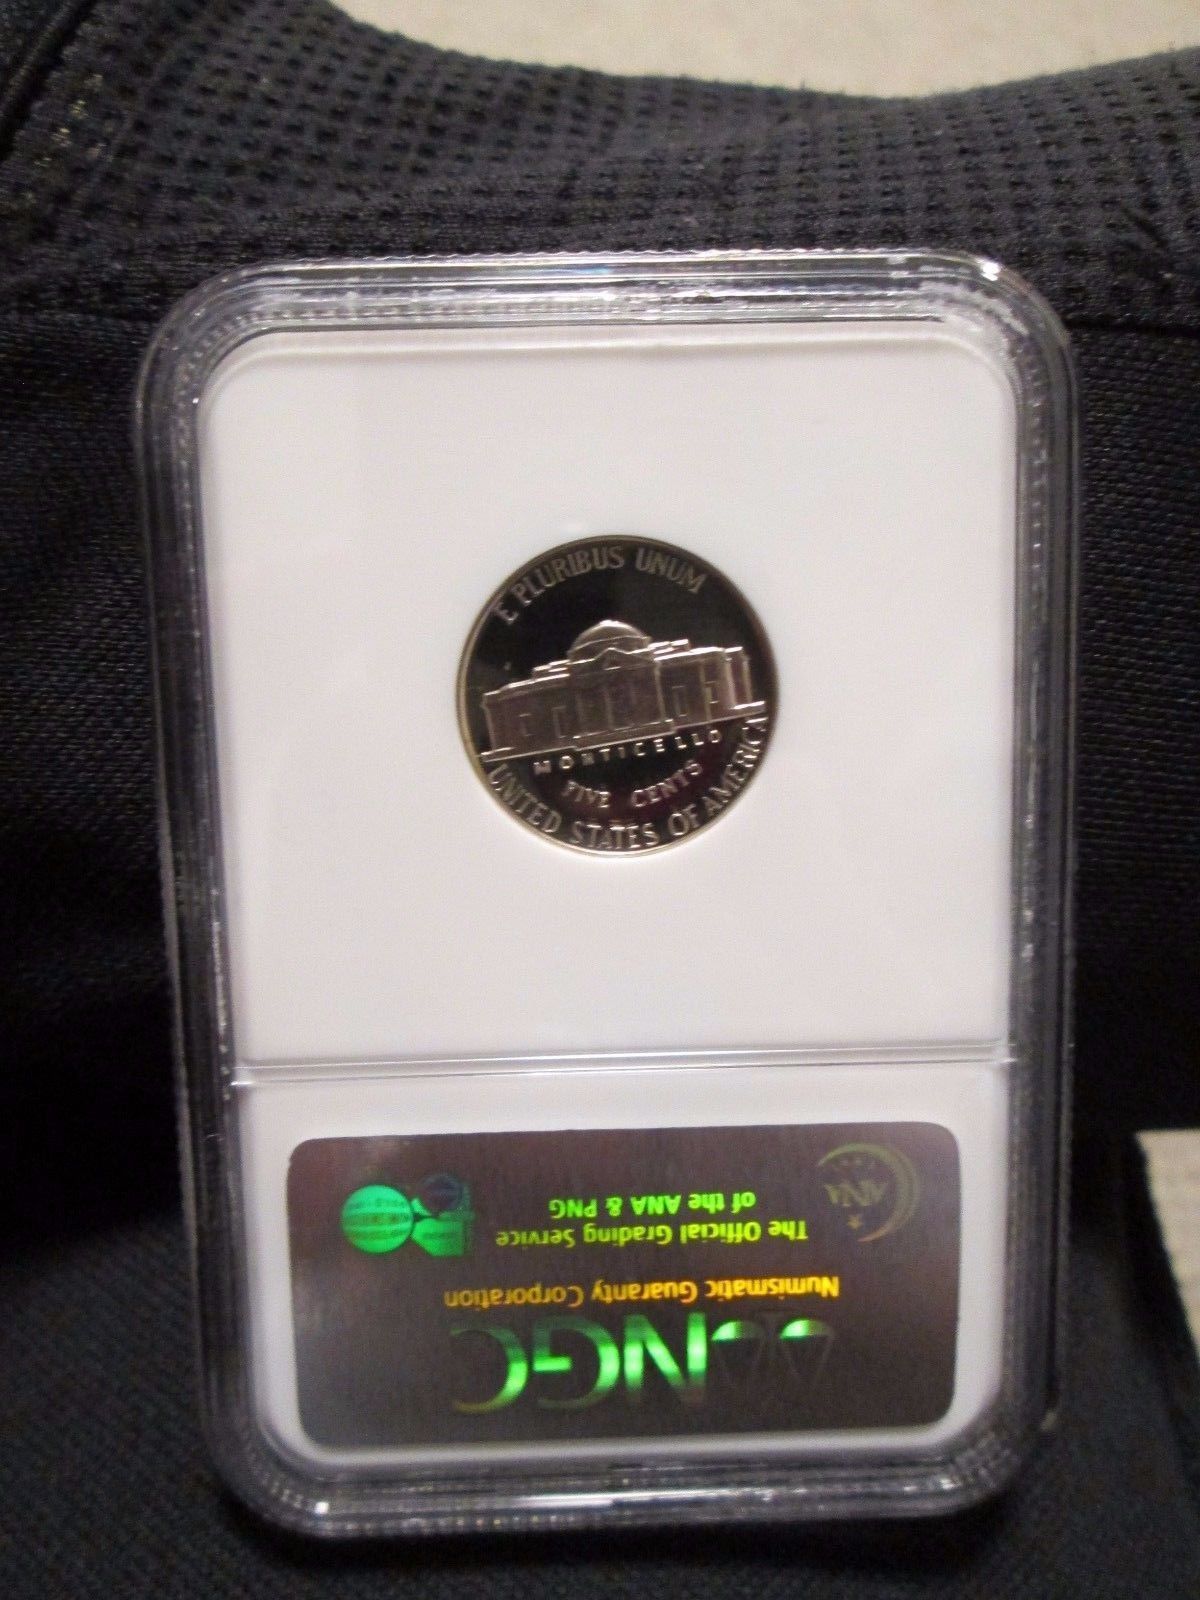 E PLURIBUS UNUM
MONTICELLO
FIVE CENTS
UNITED STATES OF AMERICA
NGC
Numismatic Guaranty Corporation
The Official Grading Service
of the ANA & PNG
ANA